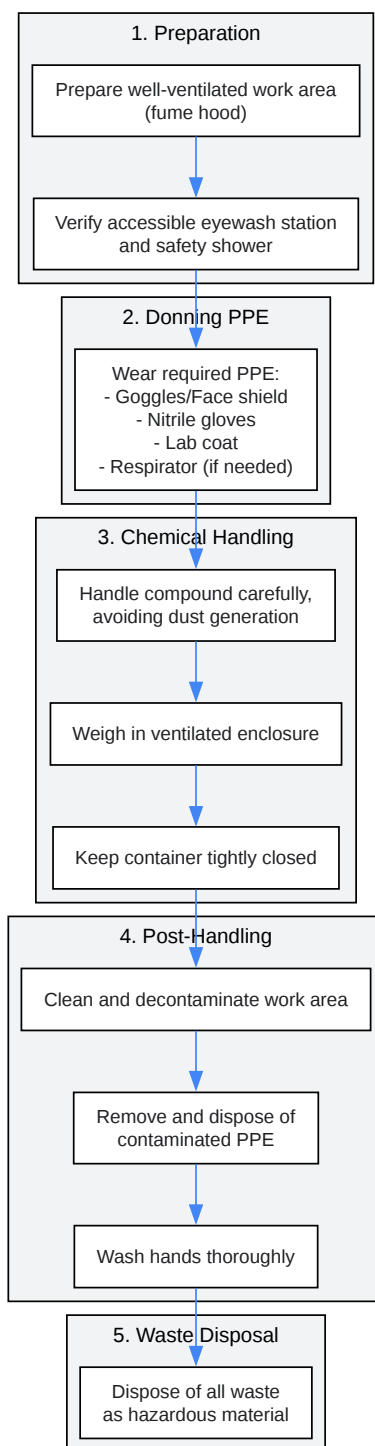 1. Preparation
Prepare well-ventilated work area
(fume hood)
Verify accessible eyewash station
and safety shower
2. Donning PPE
Wear required PPE:
- Goggles/Face shield
- Nitrile gloves
- Lab coat
- Respirator (if needed)
3. Chemical Handling
Handle compound carefully,
avoiding dust generation
Weigh in ventilated enclosure
Keep container tightly closed
4. Post-Handling
Clean and decontaminate work area
Remove and dispose of
contaminated PPE
Wash hands thoroughly
5. Waste Disposal
Dispose of all waste
as hazardous material